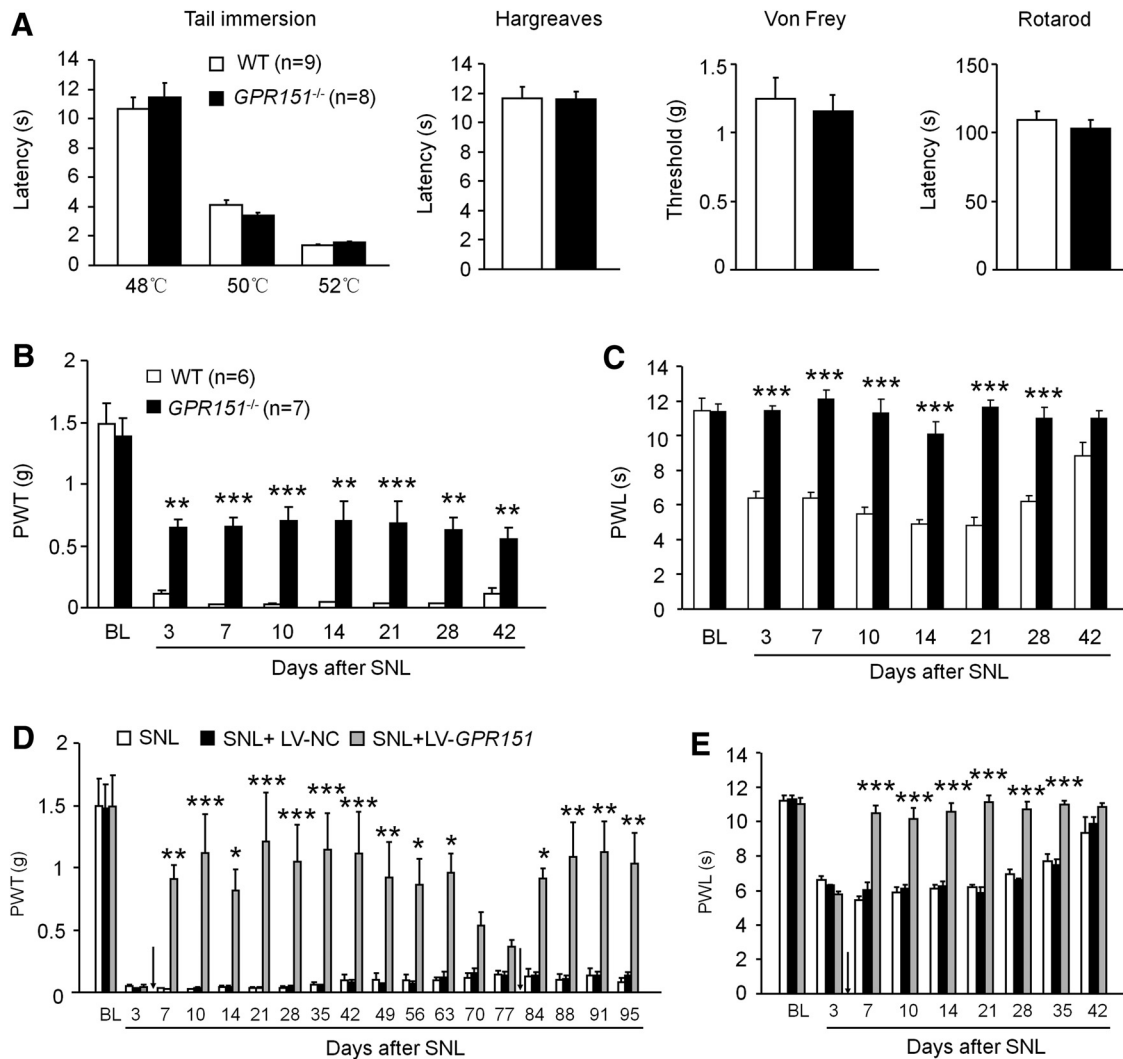 A
Tail immersion
Hargreaves
Von Frey
Rotarod
Latency (s)
14
12
10
8
6
4
2
0
WT (n=9)
GPR151-/- (n=8)
48℃
50℃
52℃
Latency (s)
14
12
10
8
6
4
2
0
Threshold (g)
1.5
1
0.5
0
Latency (s)
150
100
50
0
B
PWT (g)
2
1.5
1
0.5
0
WT (n=6)
GPR151-/- (n=7)
** *** *** ** *** ** **
BL 3 7 10 14 21 28 42
Days after SNL
C
PWL (s)
14
12
10
8
6
4
2
0
*** *** *** *** *** ***
BL 3 7 10 14 21 28 42
Days after SNL
D
SNL SNL+ LV-NC SNL+LV-GPR151
PWT (g)
2
1.5
1
0.5
0
** *** * *** *** *** *** ** * * * ** ** **
BL 3 7 10 14 21 28 35 42 49 56 63 70 77 84 88 91 95
Days after SNL
E
PWL (s)
14
12
10
8
6
4
2
0
*** *** *** *** *** ***
BL 3 7 10 14 21 28 35 42
Days after SNL